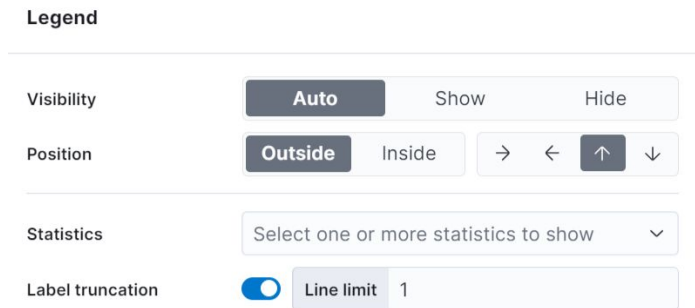 Legend
Visibility Auto Show Hide
Position Outside Inside → ← ↑ ↓
Statistics Select one or more statistics to show
Label truncation Line limit 1